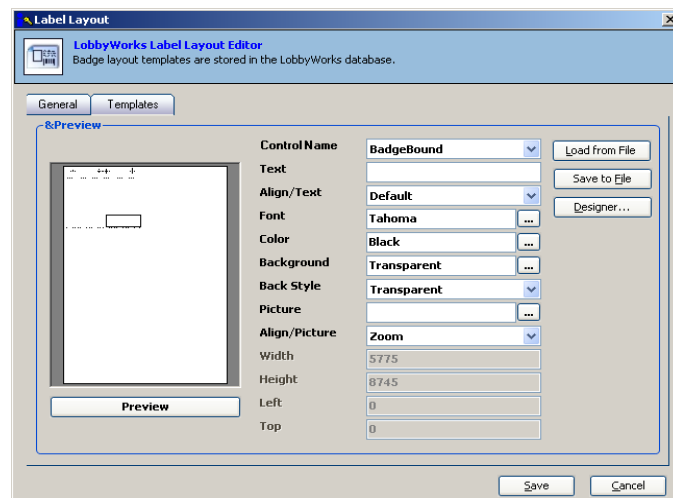 Label Layout
LobbyWorks Label Layout Editor
Badge layout templates are stored in the LobbyWorks database.
General Templates
&Preview
Control Name BadgeBound Load from File
Text Save to File
Align/Text Default Designer...
Font Tahoma ...
Color Black ...
Background Transparent ...
Back Style Transparent
Picture ...
Align/Picture Zoom
Width 5775
Height 8745
Preview Left 0
Top 0
Save Cancel